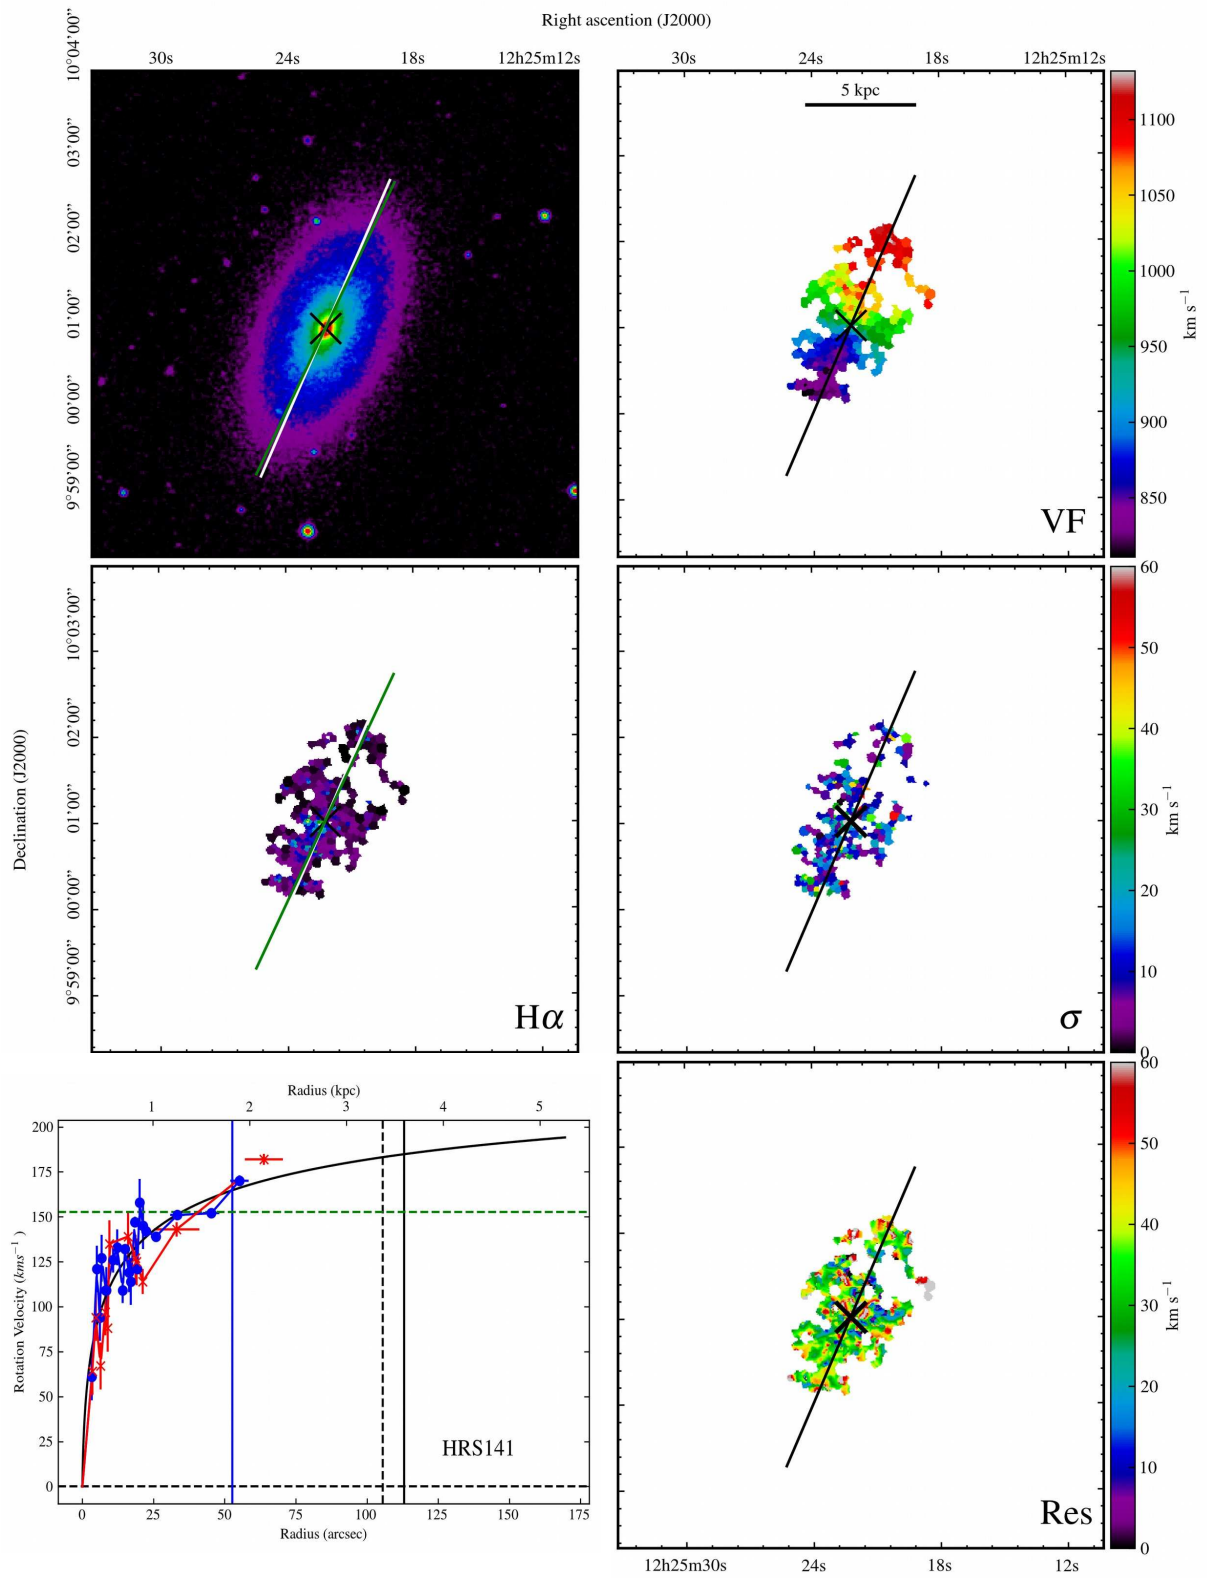 Right ascention (J2000)
30s 24s 18s 12h25m12s
30s 24s 18s 12h25m12s
10°04'00"
03'00"
02'00"
01'00"
00'00"
9°59'00"
5 kpc
VF
1100
1050
1000
950
900
850
km s⁻¹
Declination (J2000)
10°03'00"
02'00"
01'00"
00'00"
9°59'00"
Hα
σ
60
50
40
30
20
10
0
km s⁻¹
Radius (kpc)
1 2 3 4 5
Rotation Velocity (kms⁻¹ )
200
175
150
125
100
75
50
25
0
HRS141
0 25 50 75 100 125 150 175
Radius (arcsec)
Res
60
50
40
30
20
10
0
km s⁻¹
12h25m30s 24s 18s 12s